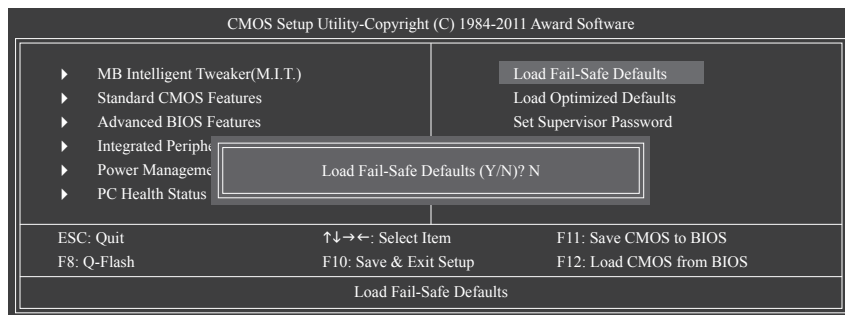 CMOS Setup Utility-Copyright (C) 1984-2011 Award Software
MB Intelligent Tweaker(M.I.T.)
Standard CMOS Features
Advanced BIOS Features
Integrated Periphe
Power Manageme
PC Health Status
Load Fail-Safe Defaults
Load Optimized Defaults
Set Supervisor Password
Load Fail-Safe Defaults (Y/N)? N
ESC: Quit
↑↓→←: Select Item
F11: Save CMOS to BIOS
F8: Q-Flash
F10: Save & Exit Setup
F12: Load CMOS from BIOS
Load Fail-Safe Defaults